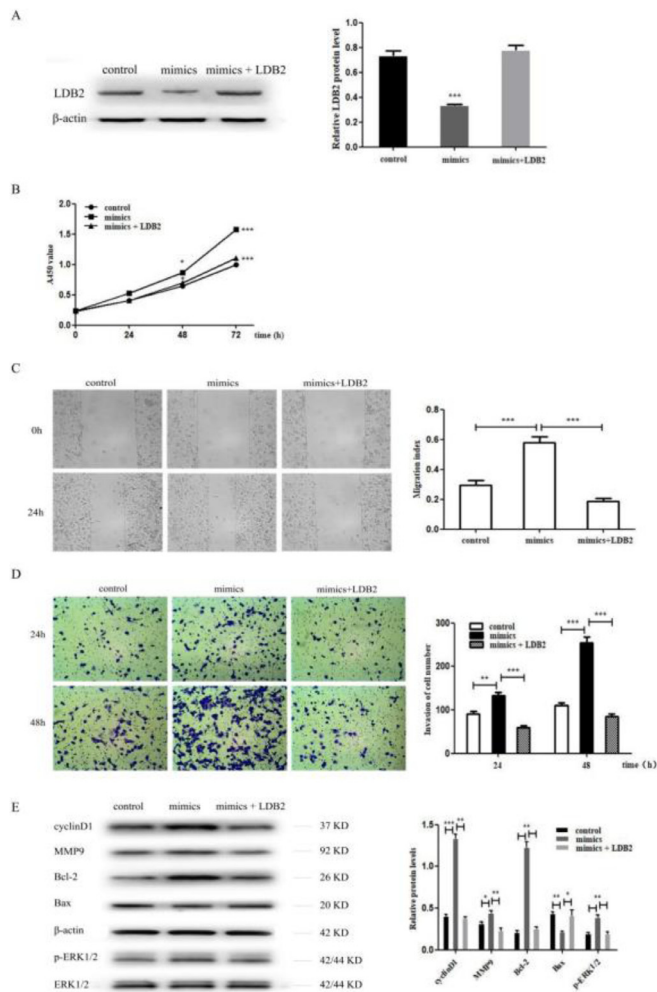 A
control mimics mimics + LDB2
LDB2
β-actin
Relative LDB2 protein level
1.0
0.8
0.6
0.4
0.2
0.0
***
control mimics mimics+LDB2
B
control
mimics
mimics + LDB2
A450 value
2.0
1.5
1.0
0.5
0.0
*
*
***
***
0 24 48 72 time (h)
C
control mimics mimics+LDB2
0h
24h
Migration index
0.8
0.6
0.4
0.2
0.0
*** ***
control mimics mimics+LDB2
D
control mimics mimics+LDB2
24h
48h
Invasion of cell number
300
200
100
0
control
mimics
mimics + LDB2
** *** *** ***
24 48 time (h)
E
control mimics mimics + LDB2
cyclinD1 37 KD
MMP9 92 KD
Bcl-2 26 KD
Bax 20 KD
β-actin 42 KD
p-ERK1/2 42/44 KD
ERK1/2 42/44 KD
Relative protein levels
1.5
1.0
0.5
0.0
control
mimics
mimics + LDB2
*** ** * ** ** ** * **
cyclinD1 MMP9 Bcl-2 Bax p-ERK1/2